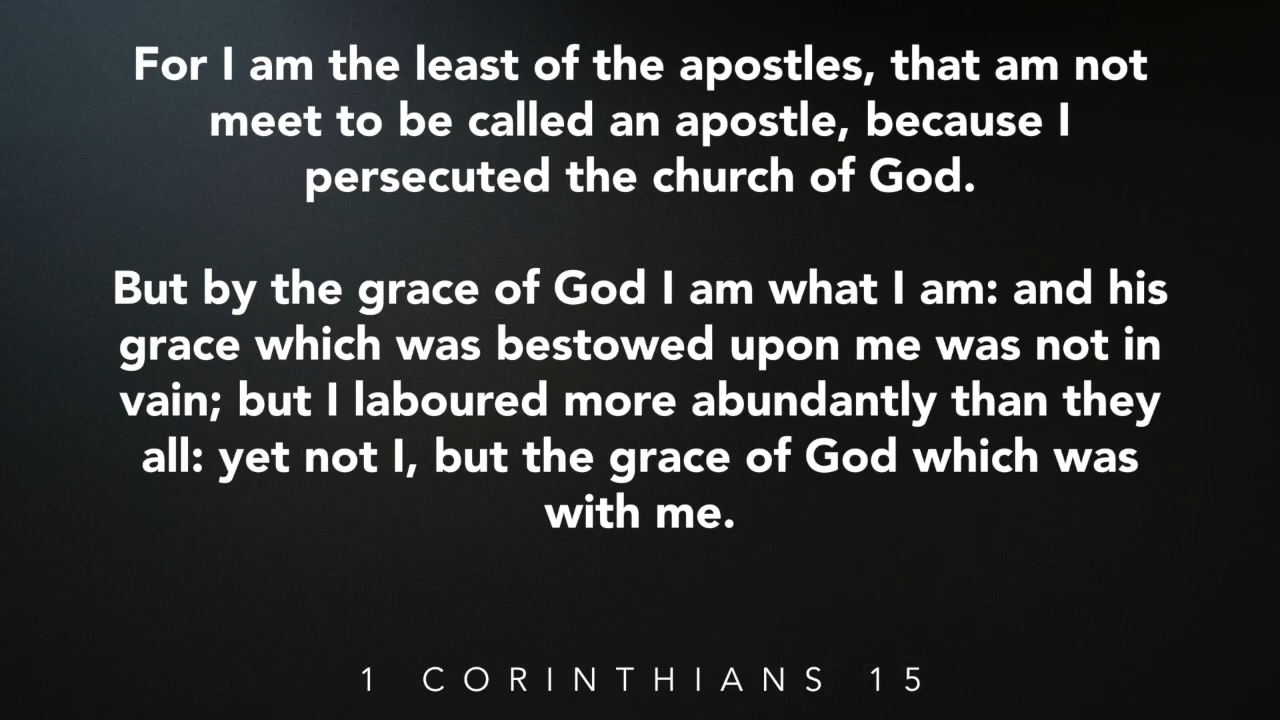 For I am the least of the apostles, that am not
meet to be called an apostle, because I
persecuted the church of God.
But by the grace of God I am what I am: and his
grace which was bestowed upon me was not in
vain; but I laboured more abundantly than they
all: yet not I, but the grace of God which was
with me.
1 CORINTHIANS 15